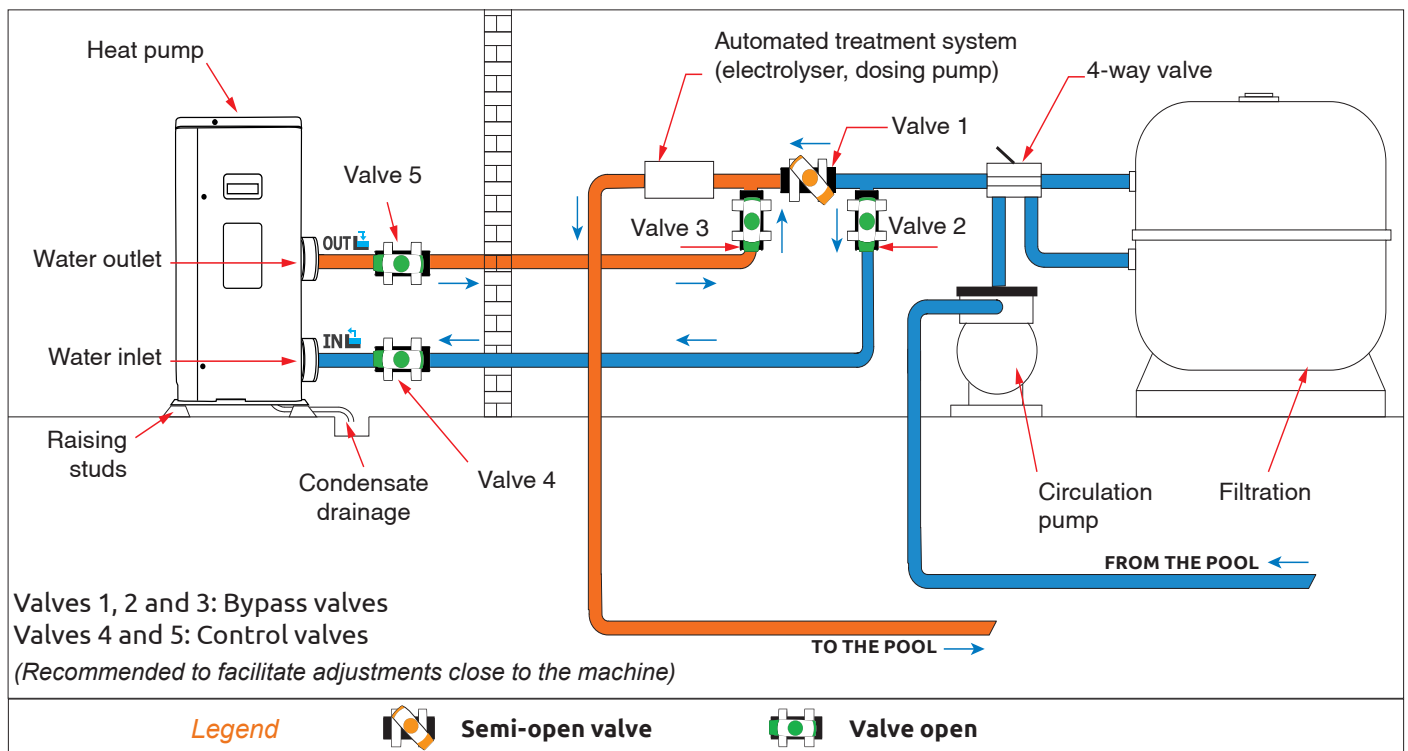 Heat pump
Automated treatment system
(electrolyser, dosing pump)
4-way valve
Valve 1
Valve 5
Valve 3
Valve 2
OUT
Water outlet
IN
Water inlet
Raising
studs
Condensate
drainage
Valve 4
Circulation
pump
Filtration
FROM THE POOL
TO THE POOL
Valves 1, 2 and 3: Bypass valves
Valves 4 and 5: Control valves
(Recommended to facilitate adjustments close to the machine)
Legend
Semi-open valve
Valve open